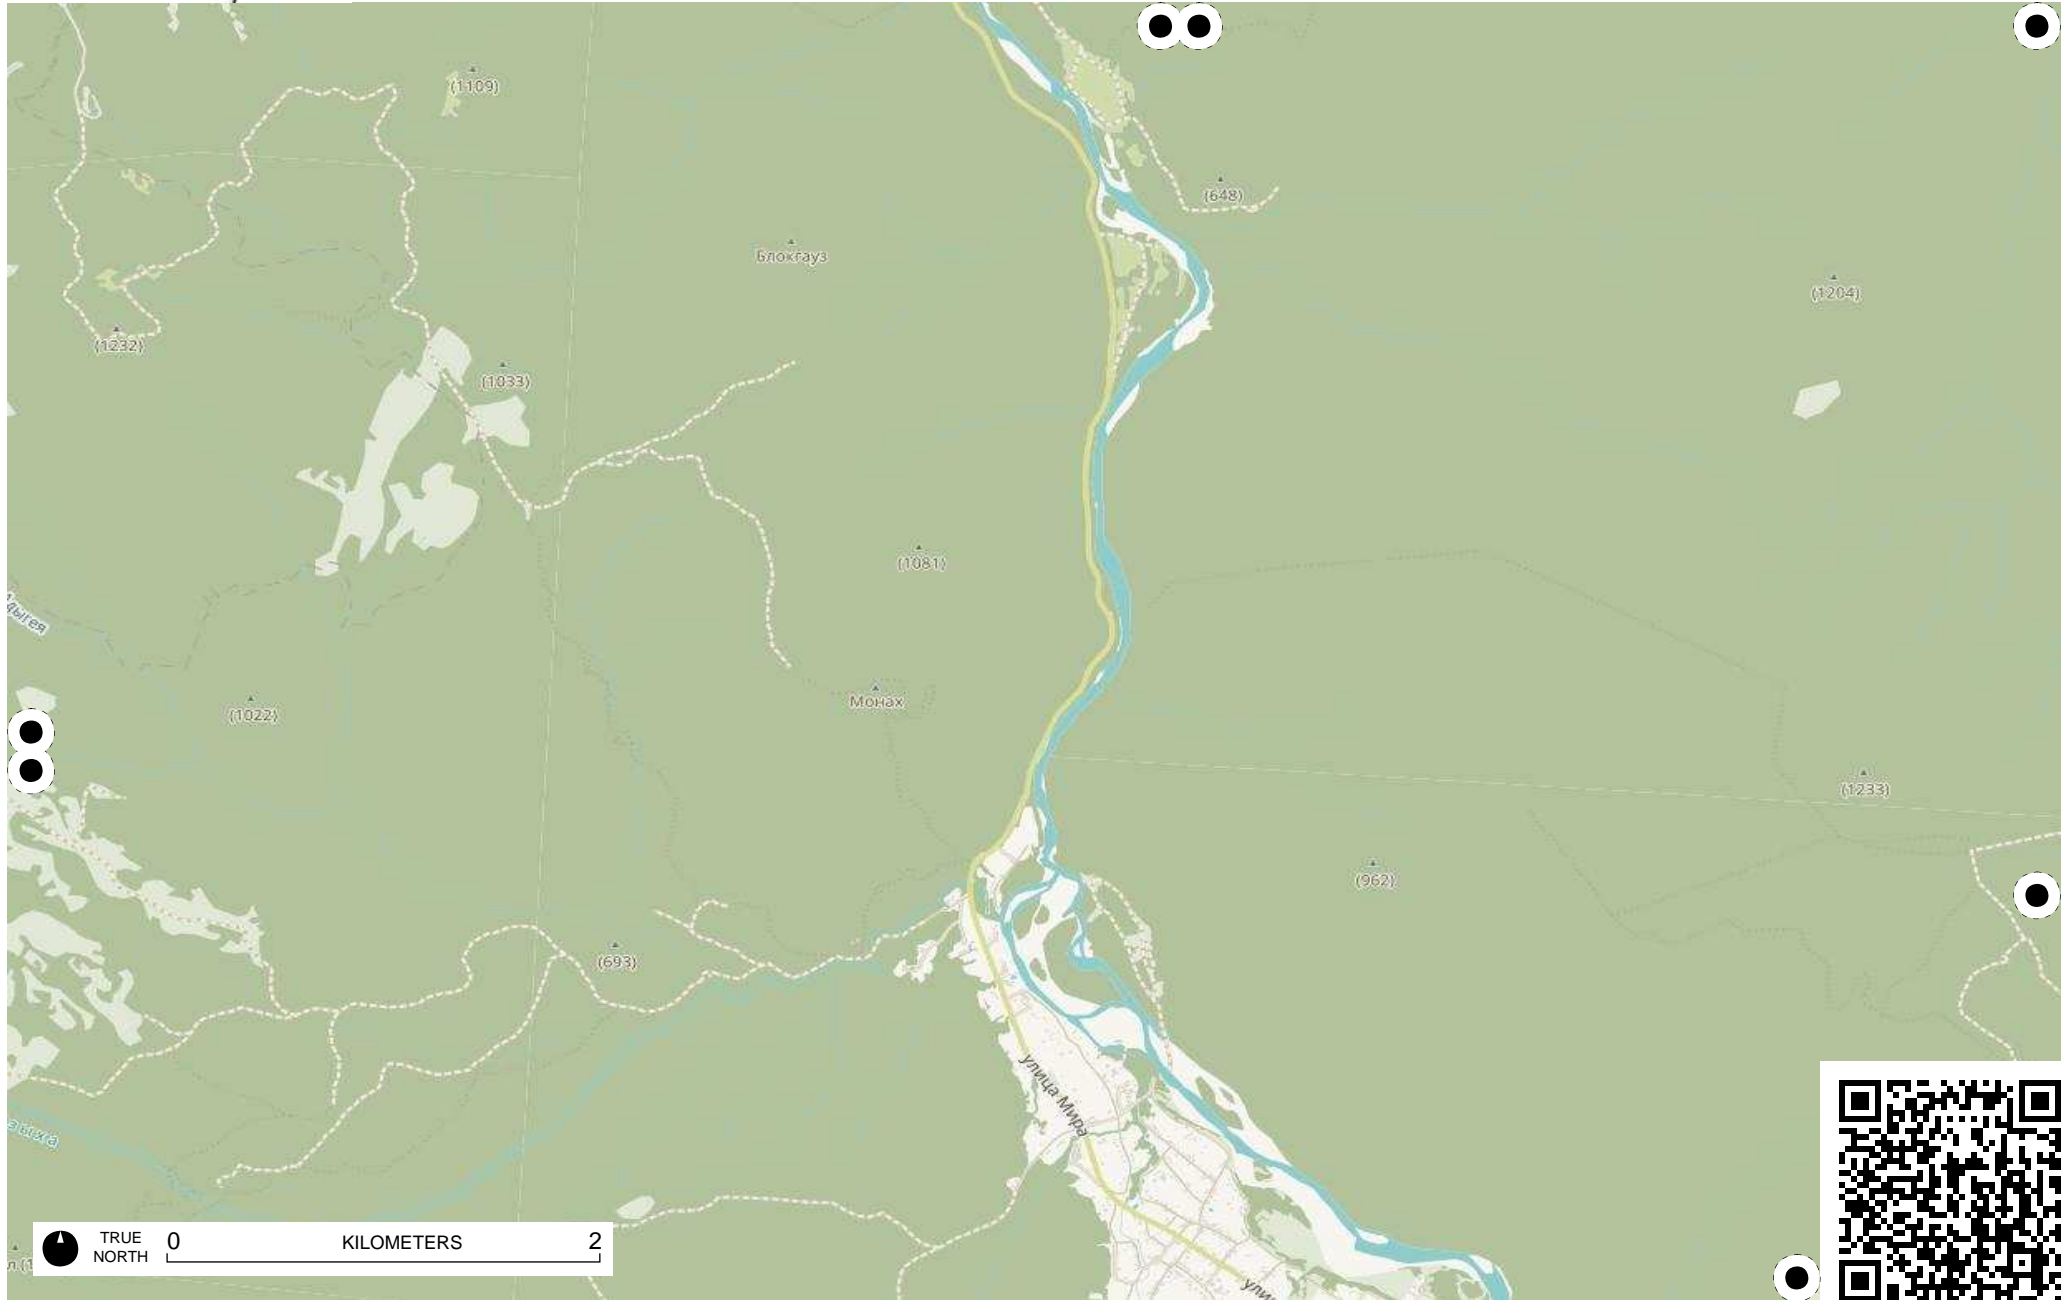 (1109)
(648)
Блокгауз
(1204)
(1232)
(1033)
(1081)
Адыгея
Монах
(1022)
(1233)
(962)
(693)
улица Мира
TRUE
NORTH
0
KILOMETERS
2